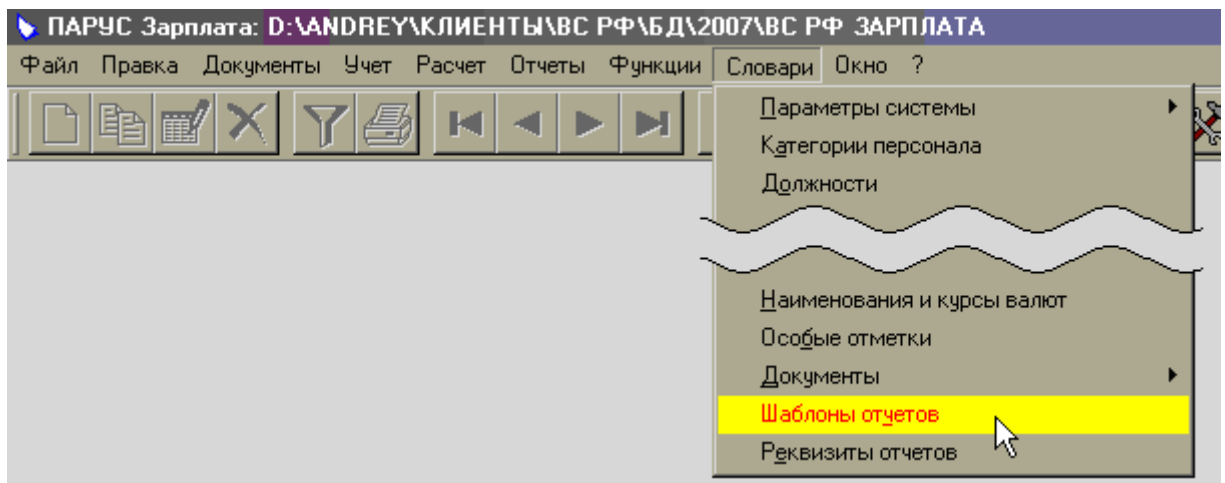 ПАРУС Зарплата: D:\ANDREY\КЛИЕНТЫ\ВС РФ\БД\2007\ВС РФ ЗАРПЛАТА
Файл Правка Документы Учет Расчет Отчеты Функции Словари Окно ?
Параметры системы
Категории персонала
Должности
Наименования и курсы валют
Особые отметки
Документы
Шаблоны отчетов
Реквизиты отчетов